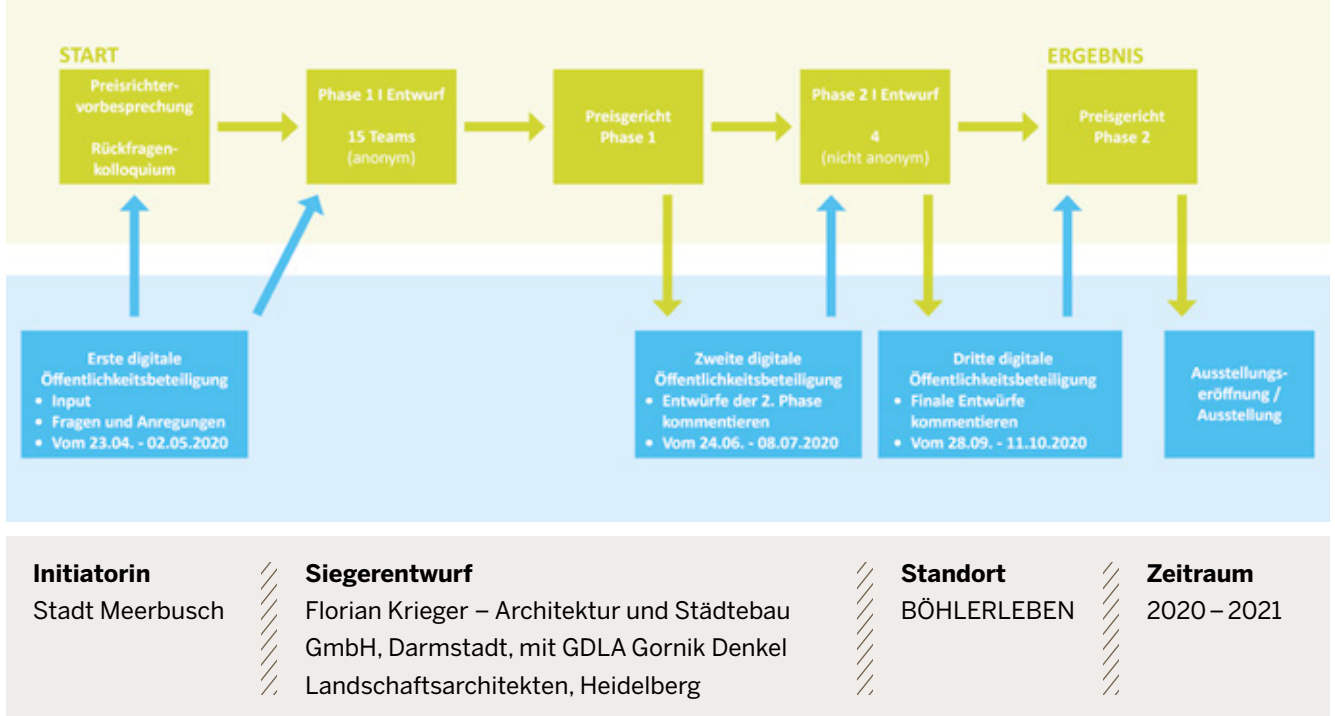 START
Preisrichter-
vorbesprechung
Rückfragen-
kolloquium
Phase 1 I Entwurf
15 Teams
(anonym)
Preisgericht
Phase 1
Phase 2 I Entwurf
4
(nicht anonym)
ERGEBNIS
Preisgericht
Phase 2
Erste digitale
Öffentlichkeitsbeteiligung
• Input
• Fragen und Anregungen
• Vom 23.04. - 02.05.2020
Zweite digitale
Öffentlichkeitsbeteiligung
• Entwürfe der 2. Phase
kommentieren
• Vom 24.06. - 08.07.2020
Dritte digitale
Öffentlichkeitsbeteiligung
• Finale Entwürfe
kommentieren
• Vom 28.09. - 11.10.2020
Ausstellungs-
eröffnung /
Ausstellung
Initiatorin
Stadt Meerbusch
Siegerentwurf
Florian Krieger – Architektur und Städtebau
GmbH, Darmstadt, mit GDLA Gornik Denkel
Landschaftsarchitekten, Heidelberg
Standort
BÖHLERLEBEN
Zeitraum
2020 – 2021